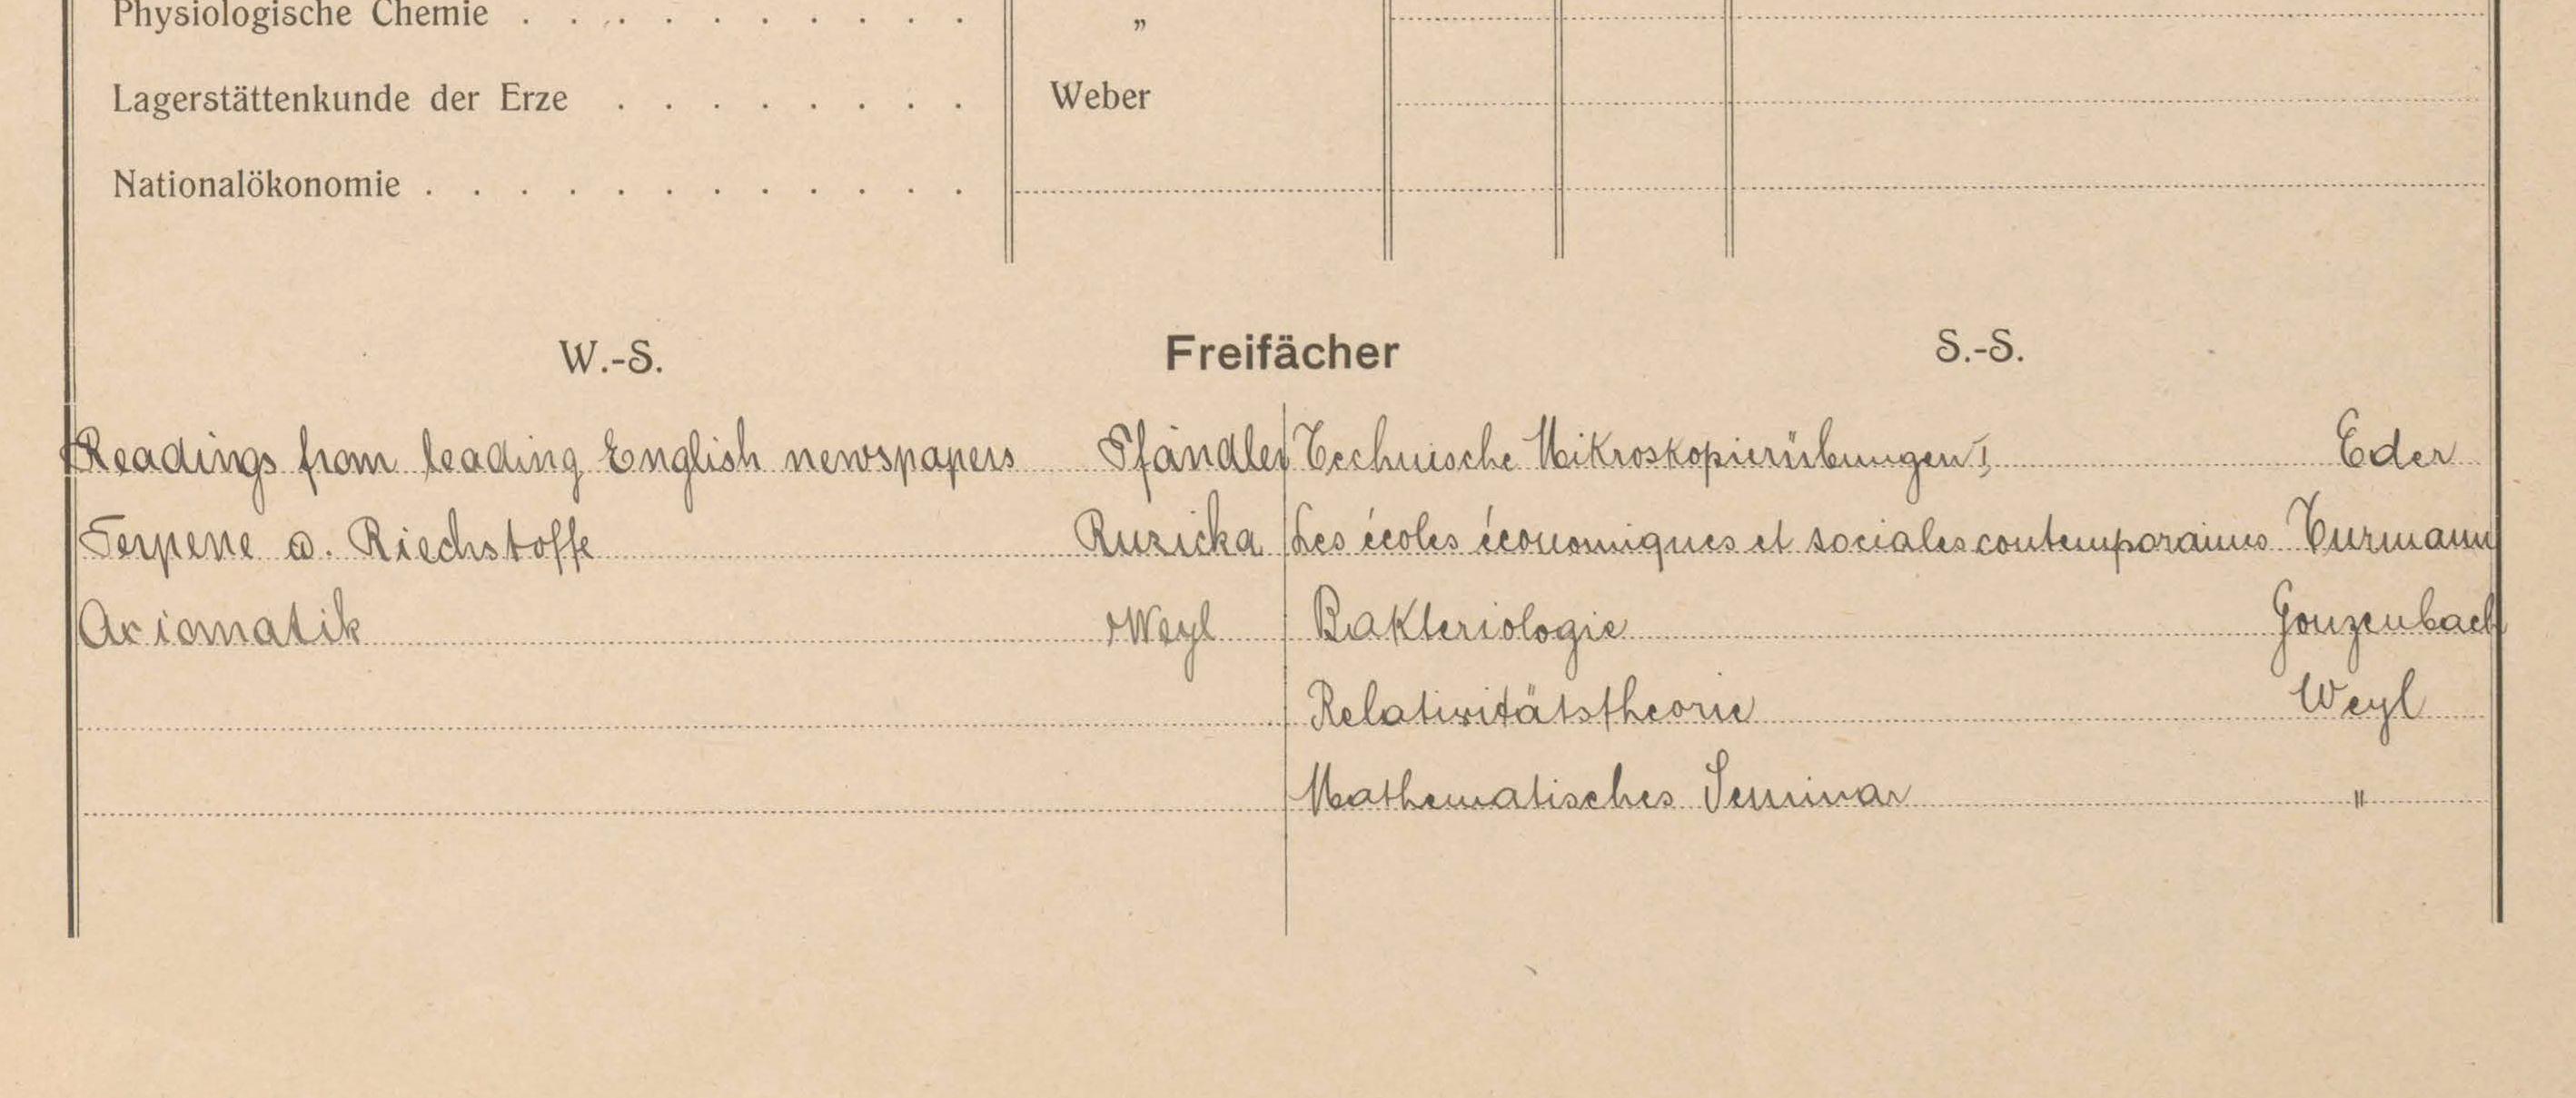 Physiologische Chemie . . . . . . . . . . „
Lagerstättenkunde der Erze . . . . . . . . Weber
Nationalökonomie . . . . . . . . . . . .
W.-S. Freifächer S.-S.
Readings from leading English newspapers Pfändler
Terpene a. Riechstoffe Ruzicka
Axiomatik Weyl
Technische Mikroskopierübungen I, Eder
Les écoles économiques et sociales contemporaines Turmann
Bakteriologie Gonzenbach
Relativitätstheorie Weyl
Mathematisches Seminar "